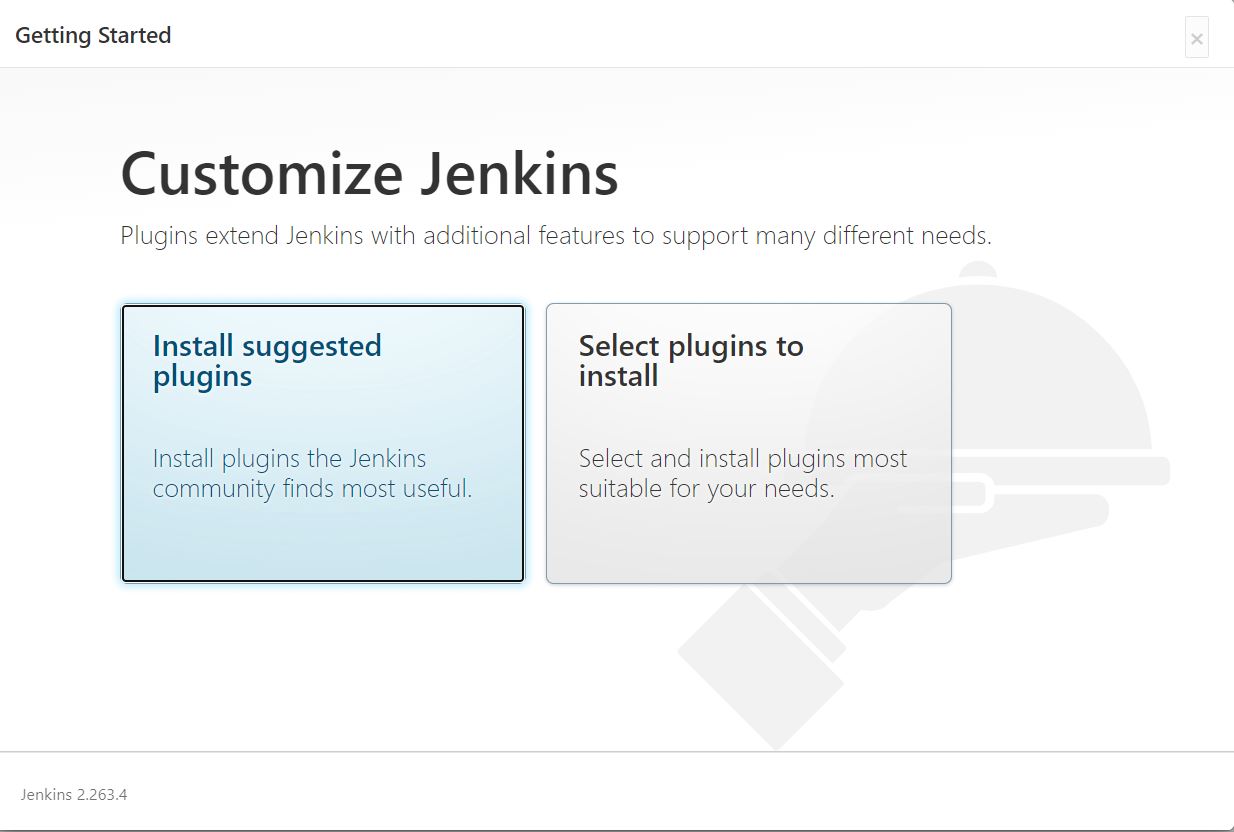 Getting Started
×
Customize Jenkins
Plugins extend Jenkins with additional features to support many different needs.
Install suggested
plugins
Install plugins the Jenkins
community finds most useful.
Select plugins to
install
Select and install plugins most
suitable for your needs.
Jenkins 2.263.4